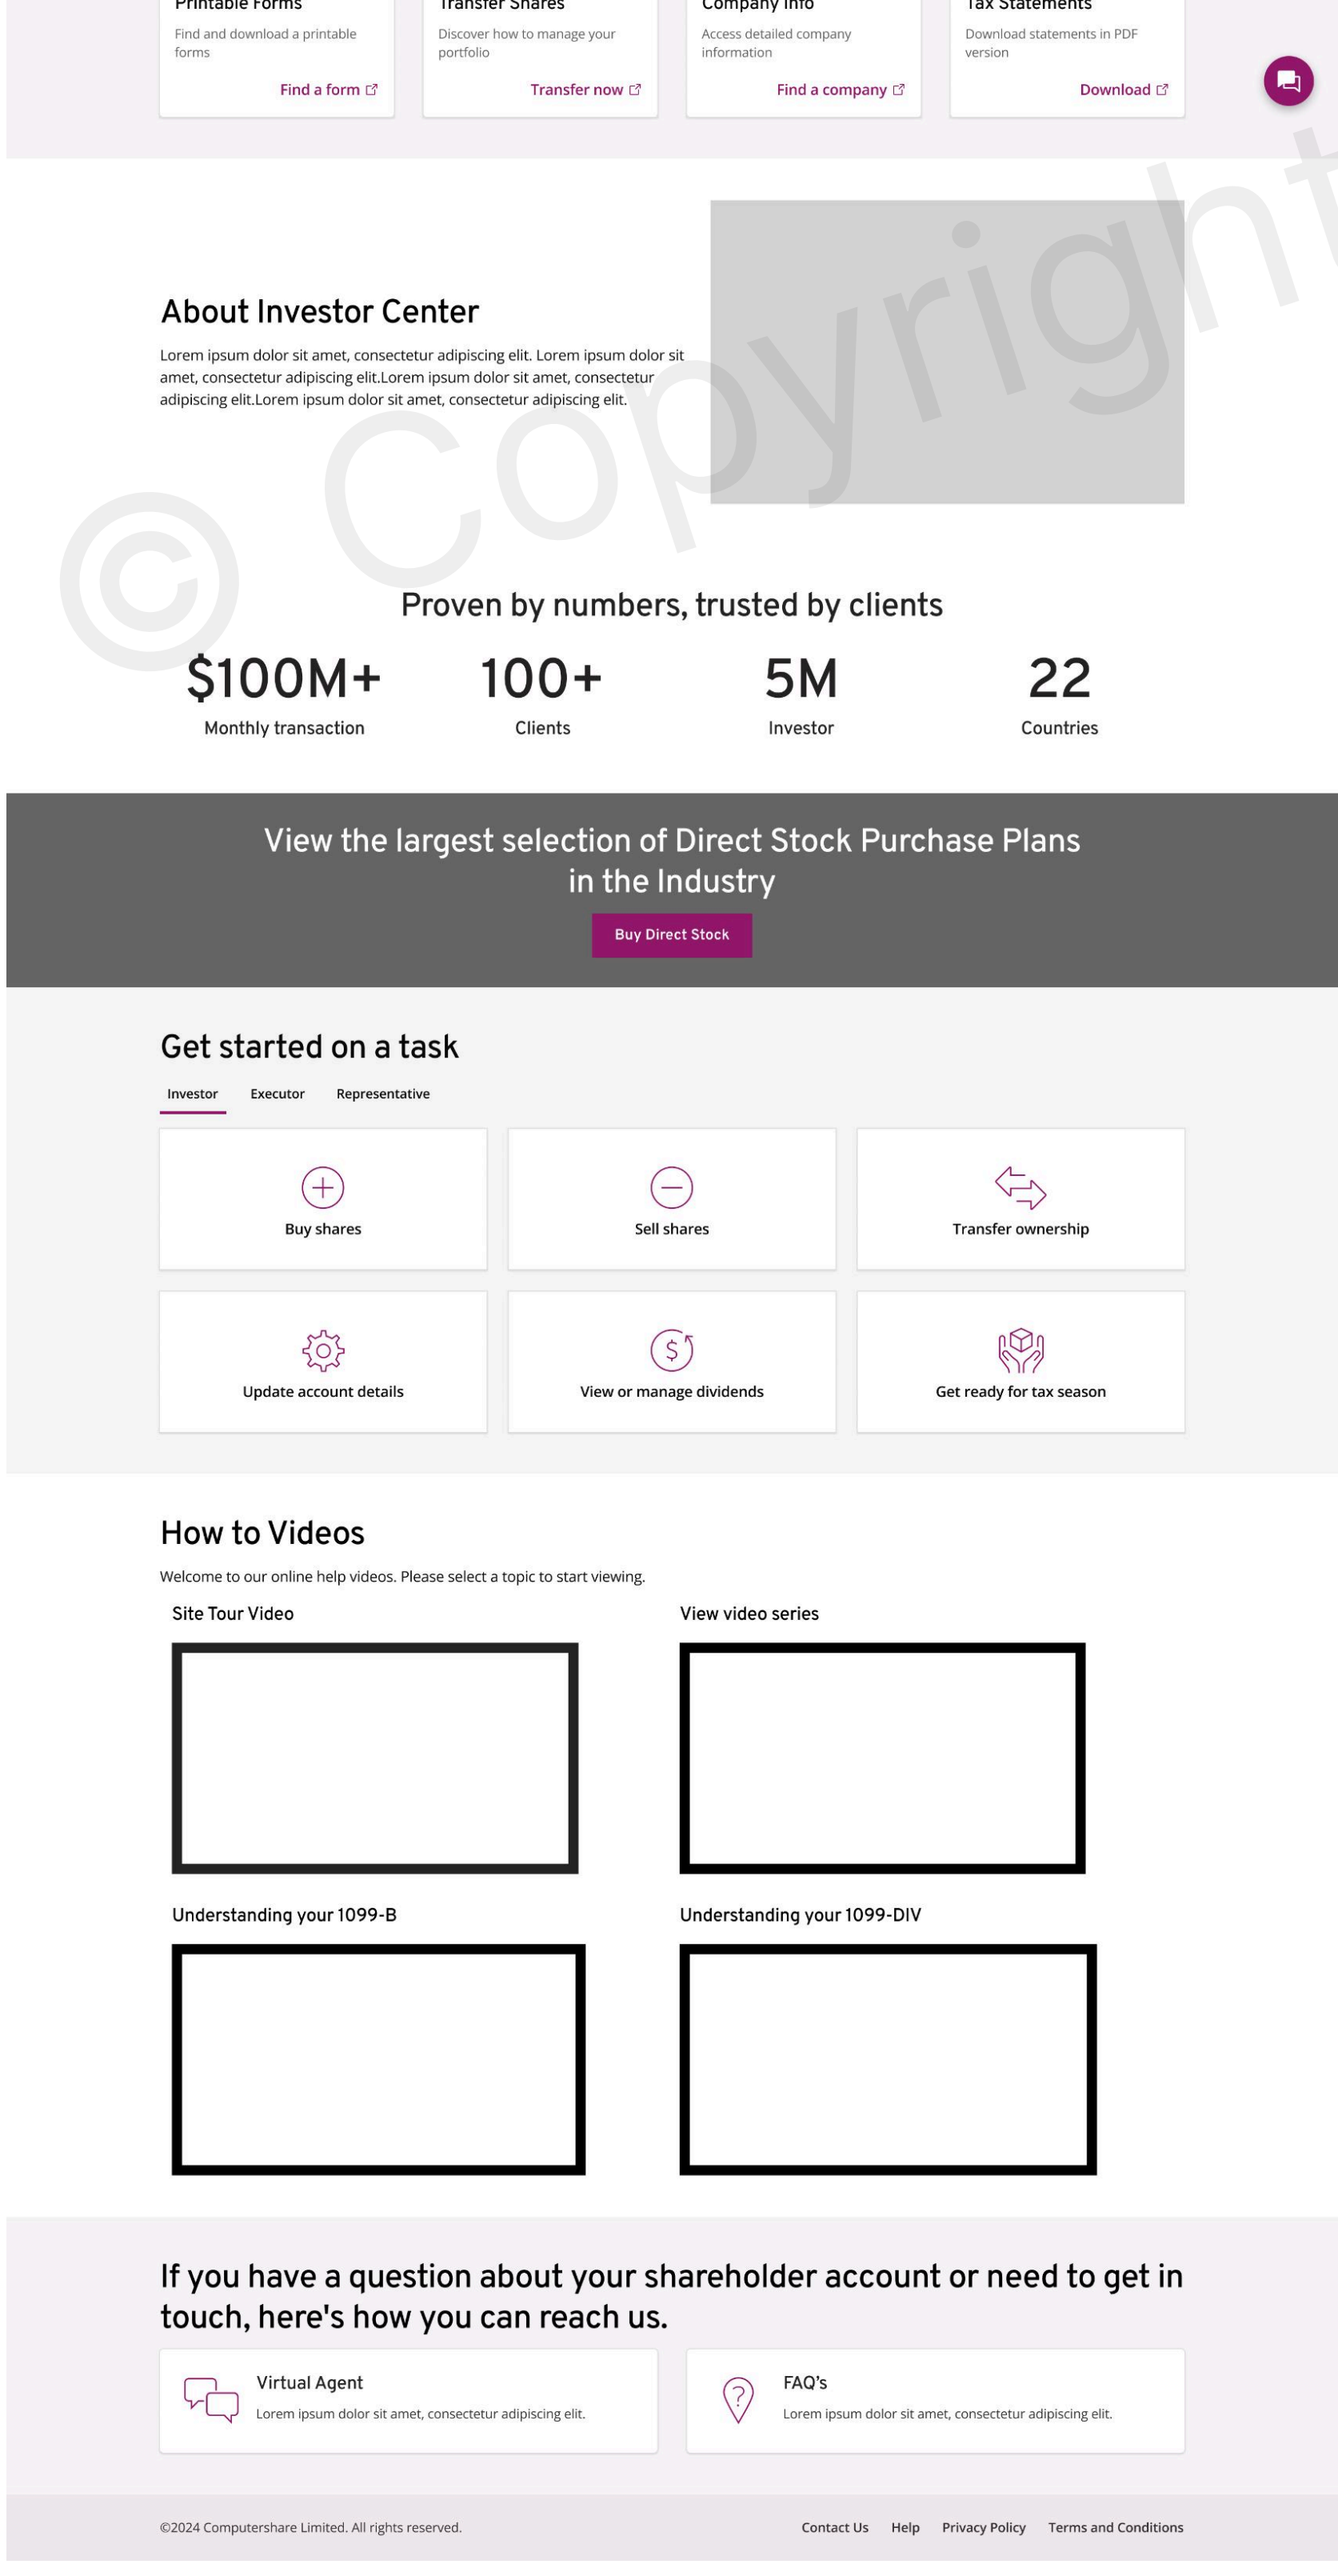 Printable Forms
Transfer Shares
Company Info
Tax Statements
Find and download a printable
forms
Discover how to manage your
portfolio
Access detailed company
information
Download statements in PDF
version
Find a form
Transfer now
Find a company
Download
© Copyright
About Investor Center
Lorem ipsum dolor sit amet, consectetur adipiscing elit. Lorem ipsum dolor sit
amet, consectetur adipiscing elit.Lorem ipsum dolor sit amet, consectetur
adipiscing elit.Lorem ipsum dolor sit amet, consectetur adipiscing elit.
Proven by numbers, trusted by clients
$100M+
100+
5M
22
Monthly transaction
Clients
Investor
Countries
View the largest selection of Direct Stock Purchase Plans
in the Industry
Buy Direct Stock
Get started on a task
Investor
Executor
Representative
Buy shares
Sell shares
Transfer ownership
$
Update account details
View or manage dividends
Get ready for tax season
How to Videos
Welcome to our online help videos. Please select a topic to start viewing.
Site Tour Video
View video series
Understanding your 1099-B
Understanding your 1099-DIV
If you have a question about your shareholder account or need to get in
touch, here's how you can reach us.
Virtual Agent
Lorem ipsum dolor sit amet, consectetur adipiscing elit.
?
FAQ’s
Lorem ipsum dolor sit amet, consectetur adipiscing elit.
©2024 Computershare Limited. All rights reserved.
Contact Us
Help
Privacy Policy
Terms and Conditions